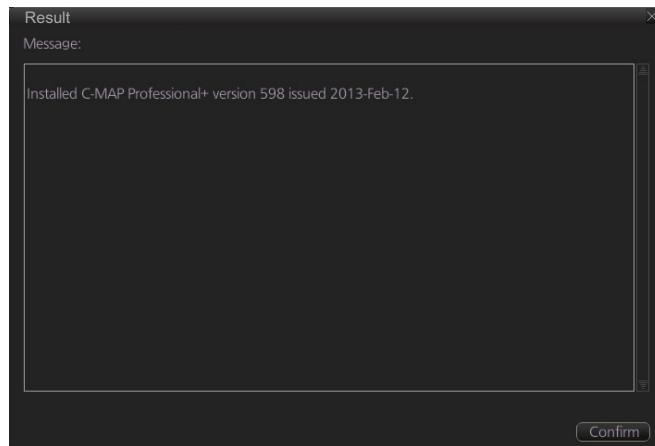 Result
Message:
Installed C-MAP Professional+ version 598 issued 2013-Feb-12.
Confirm